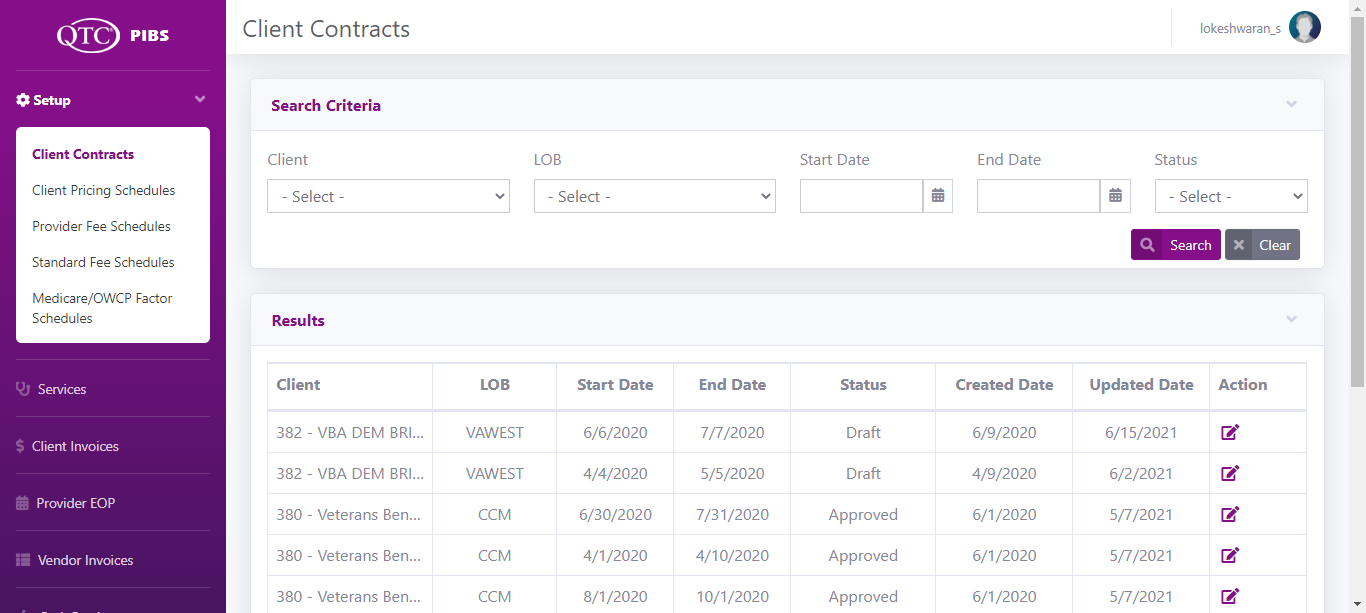 QTC® PIBS
Client Contracts
lokeshwaran_s
Setup
Client Contracts
Client Pricing Schedules
Provider Fee Schedules
Standard Fee Schedules
Medicare/OWCP Factor
Schedules
Services
Client Invoices
Provider EOP
Vendor Invoices
Search Criteria
Client LOB Start Date End Date Status
- Select - - Select - - Select -
Search Clear
Results
Client LOB Start Date End Date Status Created Date Updated Date Action
382 - VBA DEM BRI... VAWEST 6/6/2020 7/7/2020 Draft 6/9/2020 6/15/2021
382 - VBA DEM BRI... VAWEST 4/4/2020 5/5/2020 Draft 4/9/2020 6/2/2021
380 - Veterans Ben... CCM 6/30/2020 7/31/2020 Approved 6/1/2020 5/7/2021
380 - Veterans Ben... CCM 4/1/2020 4/10/2020 Approved 6/1/2020 5/7/2021
380 - Veterans Ben... CCM 8/1/2020 10/1/2020 Approved 6/1/2020 5/7/2021